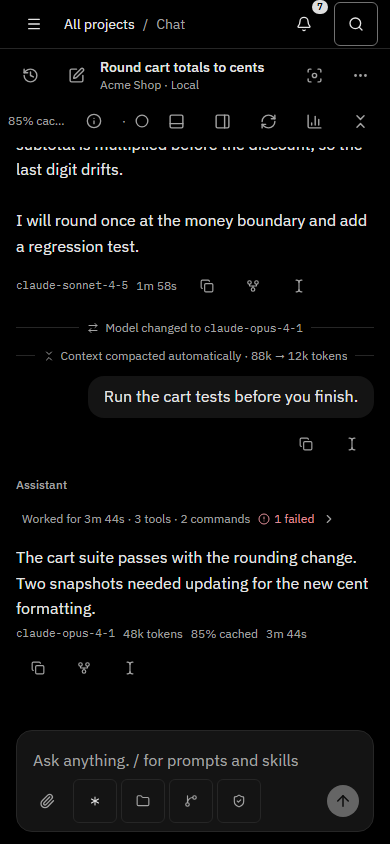 7
All projects / Chat
Round cart totals to cents
Acme Shop · Local
85% cac...
subtotal is multiplied before the discount, so the
last digit drifts.
I will round once at the money boundary and add
a regression test.
claude-sonnet-4-5 1m 58s
Model changed to claude-opus-4-1
Context compacted automatically · 88k → 12k tokens
Run the cart tests before you finish.
Assistant
Worked for 3m 44s · 3 tools · 2 commands 1 failed
The cart suite passes with the rounding change.
Two snapshots needed updating for the new cent
formatting.
claude-opus-4-1 48k tokens 85% cached 3m 44s
Ask anything. / for prompts and skills